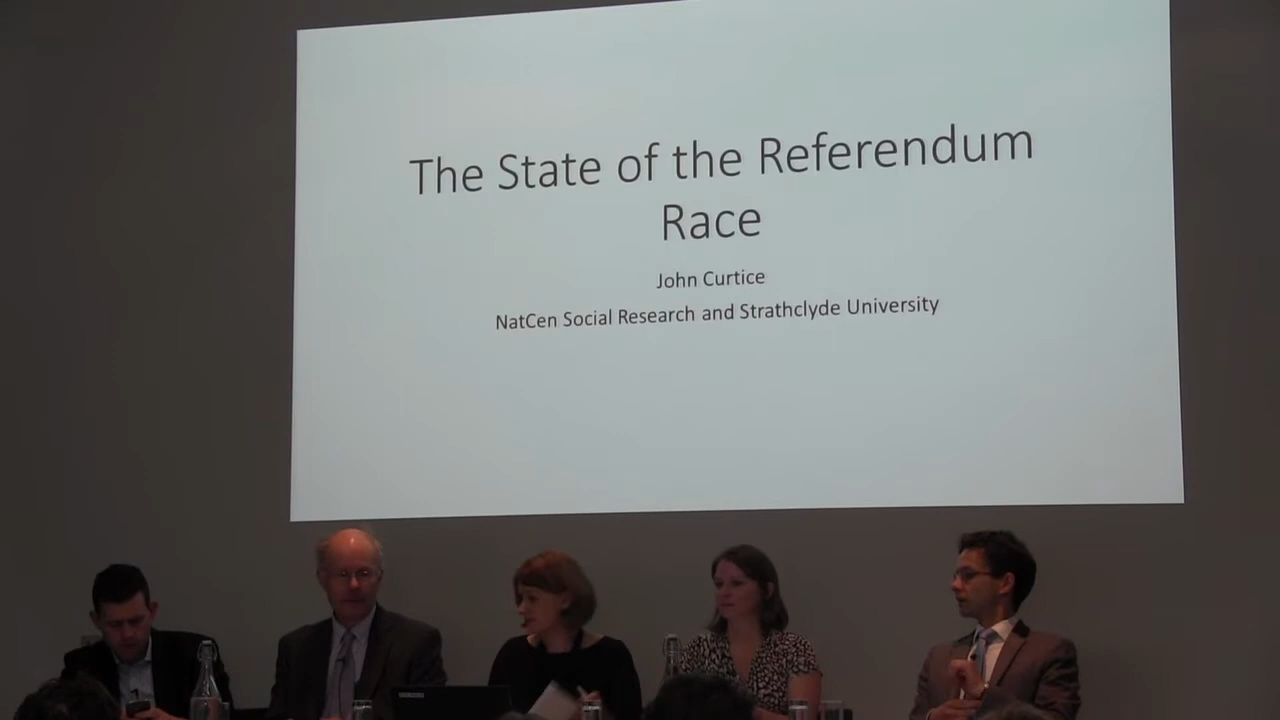 The State of the Referendum
Race
John Curtice
NatCen Social Research and Strathclyde University